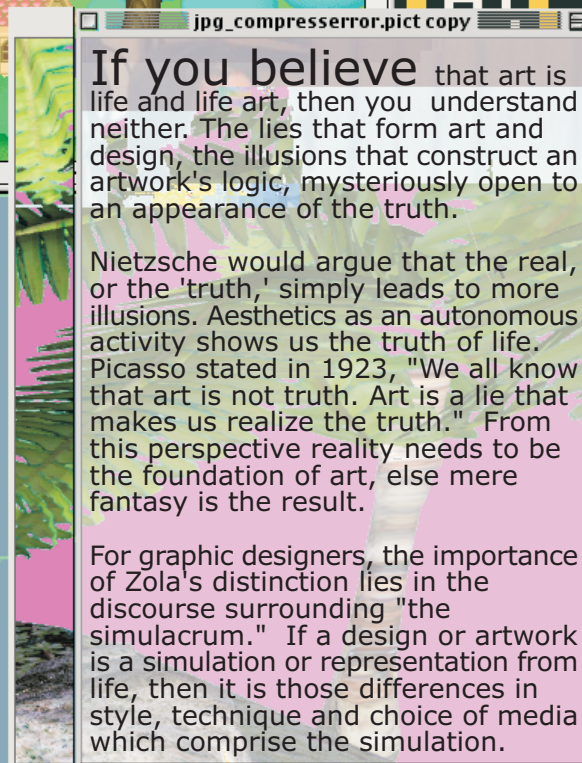 jpg_compresserror.pict copy
If you believe that art is
life and life art, then you  understand
neither. The lies that form art and
design, the illusions that construct an
artwork's logic, mysteriously open to
an appearance of the truth.
Nietzsche would argue that the real,
or the 'truth,' simply leads to more
illusions. Aesthetics as an autonomous
activity shows us the truth of life.
Picasso stated in 1923, "We all know
that art is not truth. Art is a lie that
makes us realize the truth."  From
this perspective reality needs to be
the foundation of art, else mere
fantasy is the result.
For graphic designers, the importance
of Zola's distinction lies in the
discourse surrounding "the
simulacrum."  If a design or artwork
is a simulation or representation from
life, then it is those differences in
style, technique and choice of media
which comprise the simulation.